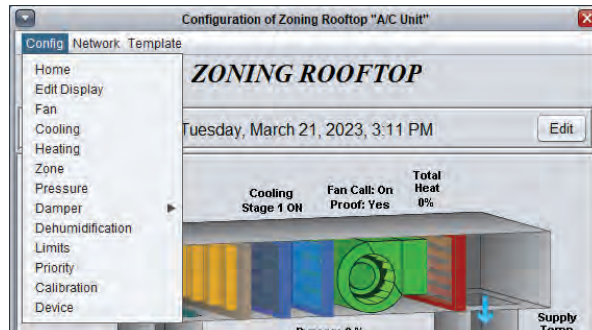 Configuration of Zoning Rooftop "A/C Unit"
Config Network Template
ZONING ROOFTOP
Tuesday, March 21, 2023, 3:11 PM
Edit
Home
Edit Display
Fan
Cooling
Heating
Zone
Pressure
Damper
Dehumidification
Limits
Priority
Calibration
Device
Cooling
Stage 1 ON
Fan Call: On
Proof: Yes
Total
Heat
0%
Supply
Temp